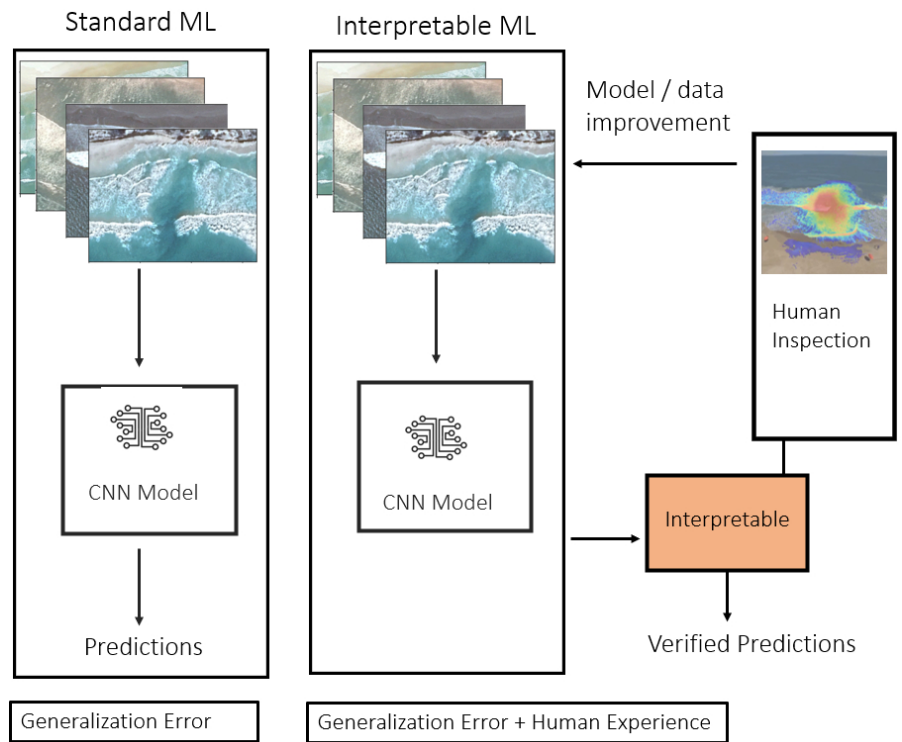 Standard ML
Interpretable ML
Model / data
improvement
Human
Inspection
CNN Model
CNN Model
Interpretable
Predictions
Verified Predictions
Generalization Error
Generalization Error + Human Experience